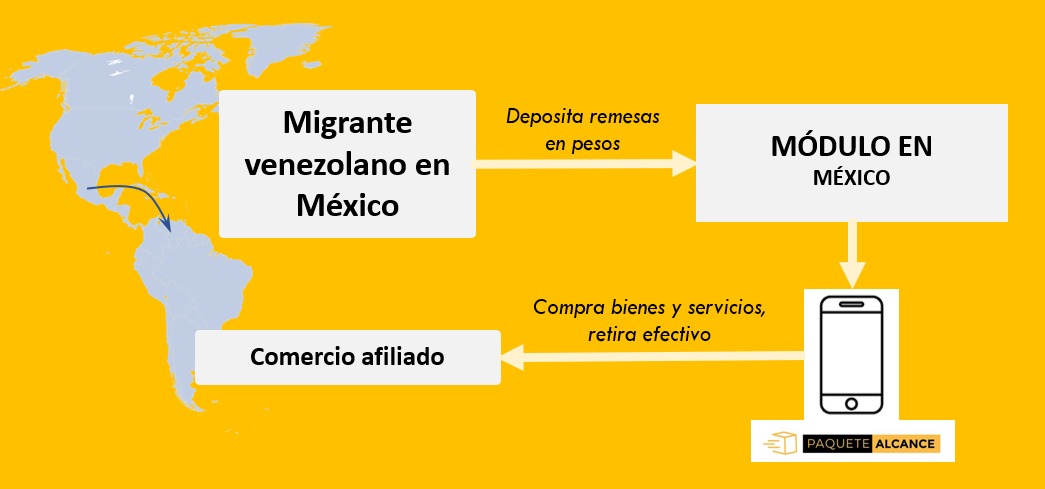 Migrante
venezolano en
México
Deposita remesas
en pesos
MÓDULO EN
MÉXICO
Compra bienes y servicios,
retira efectivo
Comercio afiliado
PAQUETE ALCANCE